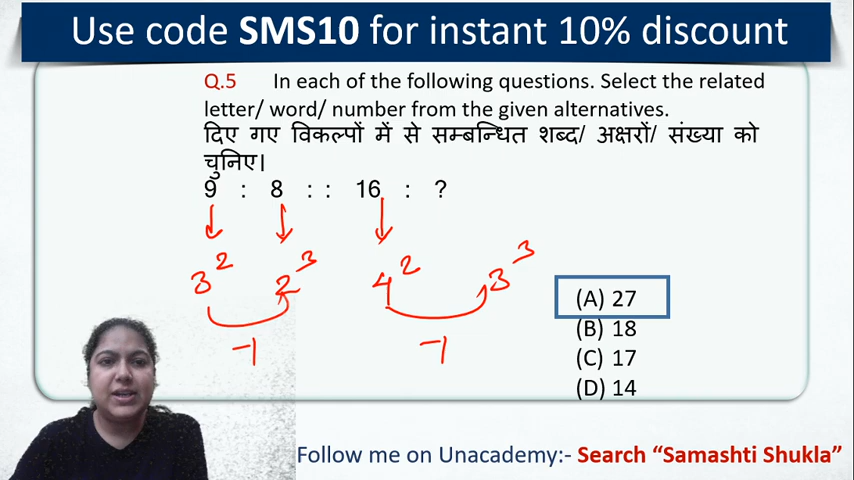 Use code SMS10 for instant 10% discount
Q.5 In each of the following questions. Select the related
letter/ word/ number from the given alternatives.
दिए गए विकल्पों में से सम्बन्धित शब्द/ अक्षरों/ संख्या को
चुनिए।
9 : 8 : : 16 : ?
3² 2³ 4² 3³
-1 -1
(A) 27
(B) 18
(C) 17
(D) 14
Follow me on Unacademy:- Search “Samashti Shukla”